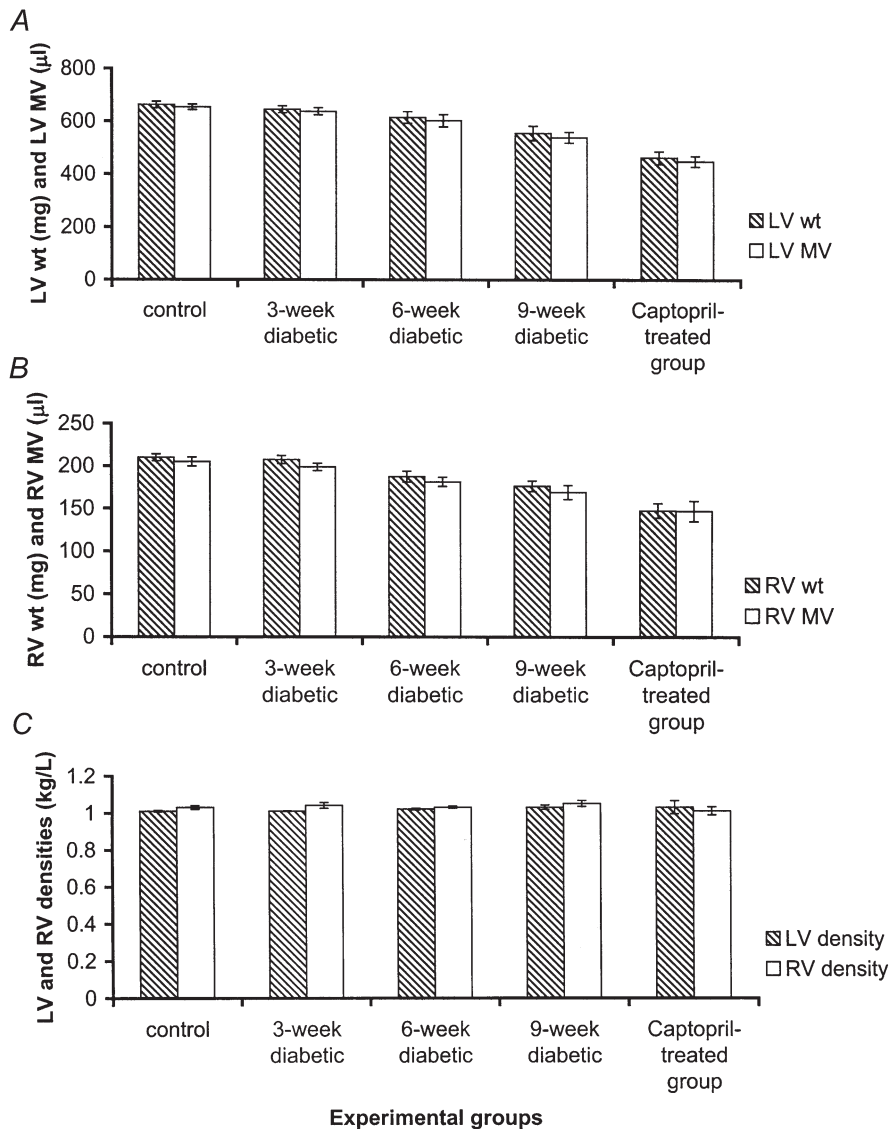 A
LV wt (mg) and LV MV (µl)
800
600
400
200
0
control
3-week
diabetic
6-week
diabetic
9-week
diabetic
Captopril-
treated
group
LV wt
LV MV
B
RV wt (mg) and RV MV (µl)
250
200
150
100
50
0
control
3-week
diabetic
6-week
diabetic
9-week
diabetic
Captopril-
treated
group
RV wt
RV MV
C
LV and RV densities (kg/L)
1.2
1
0.8
0.6
0.4
0.2
0
control
3-week
diabetic
6-week
diabetic
9-week
diabetic
Captopril-
treated
group
LV density
RV density
Experimental groups